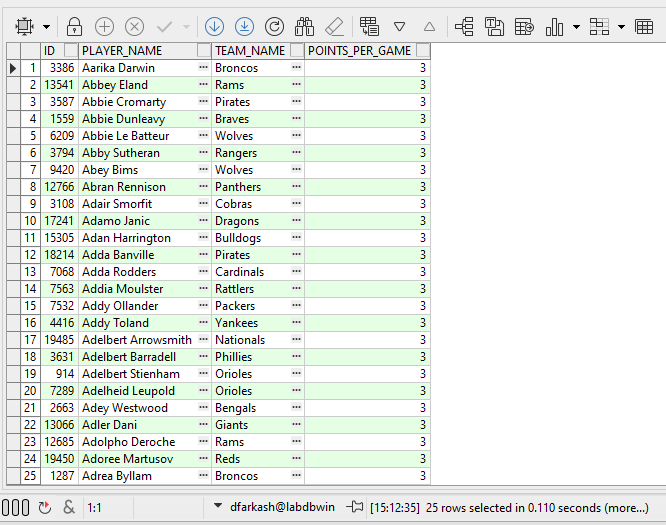 ID PLAYER_NAME TEAM_NAME POINTS_PER_GAME
1 3386 Aarika Darwin ... Broncos ... 3
2 13541 Abbey Eland ... Rams ... 3
3 3587 Abbie Cromarty ... Pirates ... 3
4 1559 Abbie Dunleavy ... Braves ... 3
5 6209 Abbie Le Batteur ... Wolves ... 3
6 3794 Abby Sutheran ... Rangers ... 3
7 9420 Abey Bims ... Wolves ... 3
8 12766 Abran Rennison ... Panthers ... 3
9 3108 Adair Smorfit ... Cobras ... 3
10 17241 Adamo Janic ... Dragons ... 3
11 15305 Adan Harrington ... Bulldogs ... 3
12 18214 Adda Banville ... Pirates ... 3
13 7068 Adda Rodders ... Cardinals ... 3
14 7563 Addia Moulster ... Rattlers ... 3
15 7532 Addy Ollander ... Packers ... 3
16 4416 Addy Toland ... Yankees ... 3
17 19485 Adelbert Arrowsmith ... Nationals ... 3
18 3631 Adelbert Barradell ... Phillies ... 3
19 914 Adelbert Stienham ... Orioles ... 3
20 7289 Adelheid Leupold ... Orioles ... 3
21 2663 Adey Westwood ... Bengals ... 3
22 13066 Adler Dani ... Giants ... 3
23 12685 Adolpho Deroche ... Rams ... 3
24 19450 Adoree Martusov ... Reds ... 3
25 1287 Adrea Byllam ... Broncos ... 3
& 1:1 dfarkash@labdbwin [15:12:35] 25 rows selected in 0.110 seconds (more...)